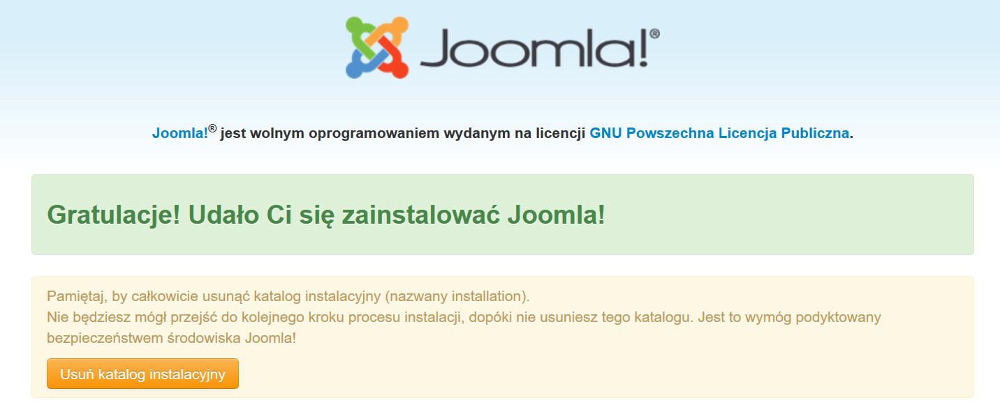 Joomla!®
Joomla!® jest wolnym oprogramowaniem wydanym na licencji GNU Powszechna Licencja Publiczna.
Gratulacje! Udało Ci się zainstalować Joomla!
Pamiętaj, by całkowicie usunąć katalog instalacyjny (nazwany installation).
Nie będziesz mógł przejść do kolejnego kroku procesu instalacji, dopóki nie usuniesz tego katalogu. Jest to wymóg podyktowany
bezpieczeństwem środowiska Joomla!
Usuń katalog instalacyjny